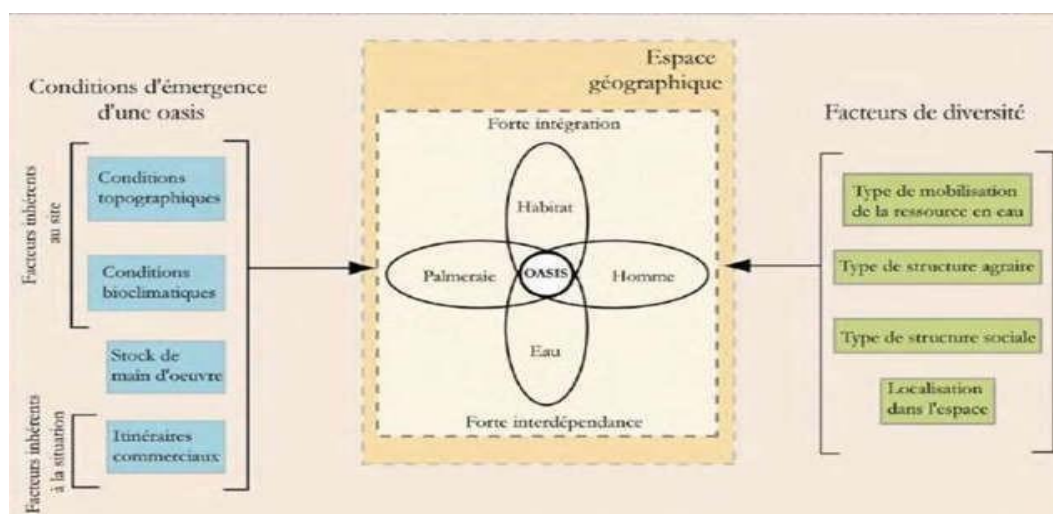 Conditions d'émergence
d'une oasis
Facteurs inhérents
au site
Conditions
topographiques
Conditions
bioclimatiques
Stock de
main d'oeuvre
Facteurs inhérents
à la situation
Itinéraires
commerciaux
Espace
géographique
Forte intégration
Habitat
Palmeraie
OASIS
Homme
Eau
Forte interdépendance
Facteurs de diversité
Type de mobilisation
de la ressource en eau
Type de structure agraire
Type de structure sociale
Localisation
dans l'espace